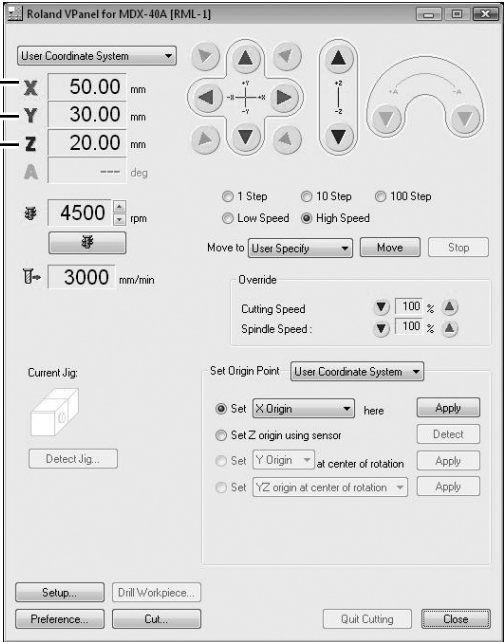 Roland VPanel for MDX-40A [RML-1]
User Coordinate System
X 50.00 mm
Y 30.00 mm
Z 20.00 mm
A --- deg
+Y
-X +X
-Y
+Z
-Z
+A -A
1 Step 10 Step 100 Step
Low Speed High Speed
4500 rpm
Move to User Specify Move Stop
3000 mm/min
Override
Cutting Speed 100 %
Spindle Speed : 100 %
Current Jig:
Detect Jig...
Set Origin Point User Coordinate System
Set X Origin here Apply
Set Z origin using sensor Detect
Set Y Origin at center of rotation Apply
Set YZ origin at center of rotation Apply
Setup... Drill Workpiece...
Preference... Cut... Quit Cutting Close